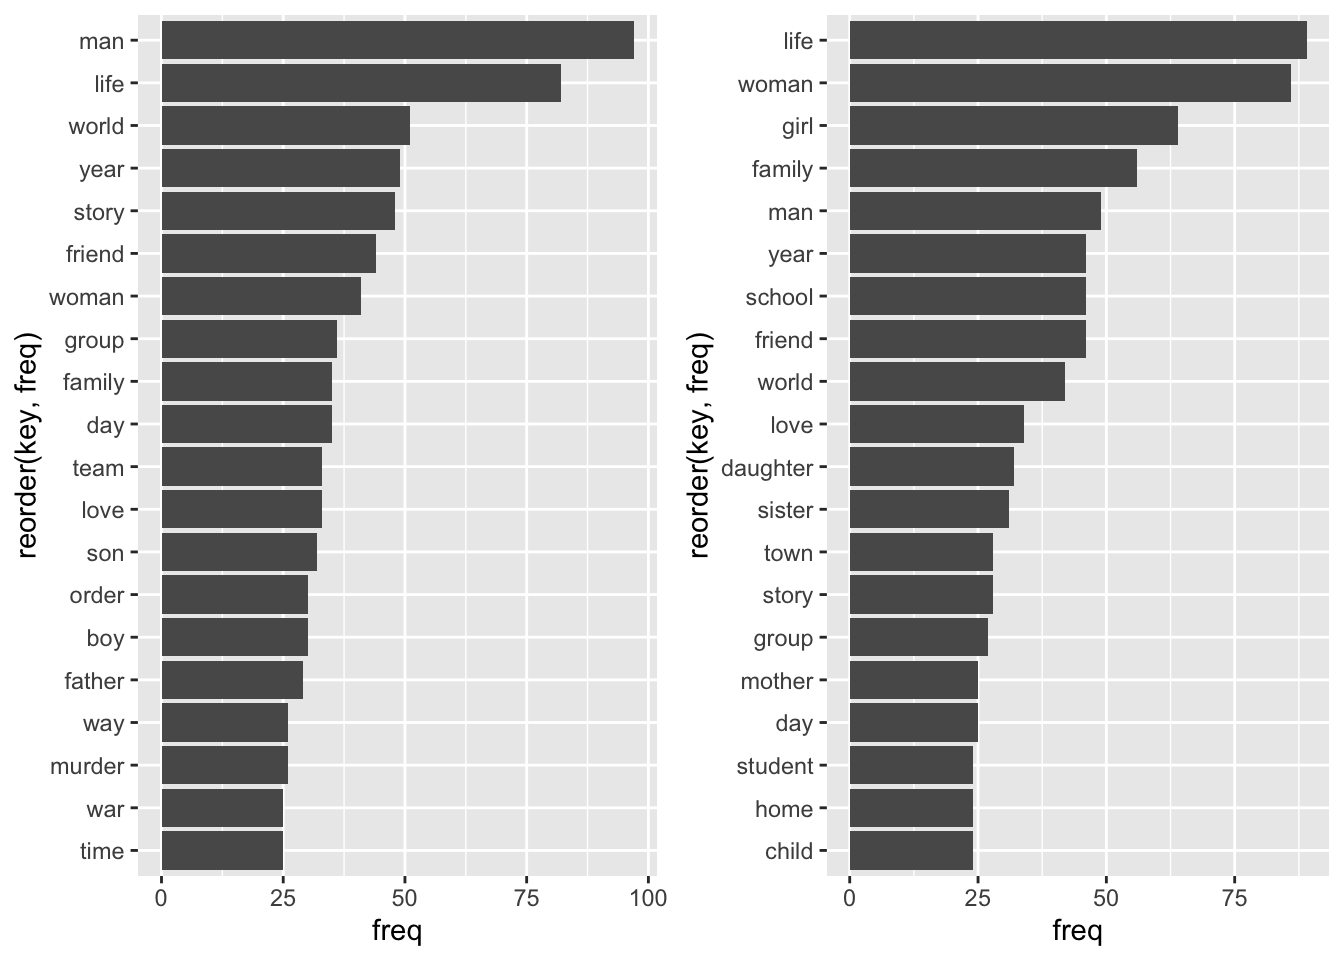 man
life
world
year
story
friend
woman
group
family
day
team
love
son
order
boy
father
way
murder
war
time
reorder(key, freq)
0 25 50 75 100
freq
life
woman
girl
family
man
year
school
friend
world
love
daughter
sister
town
story
group
mother
day
student
home
child
reorder(key, freq)
0 25 50 75
freq